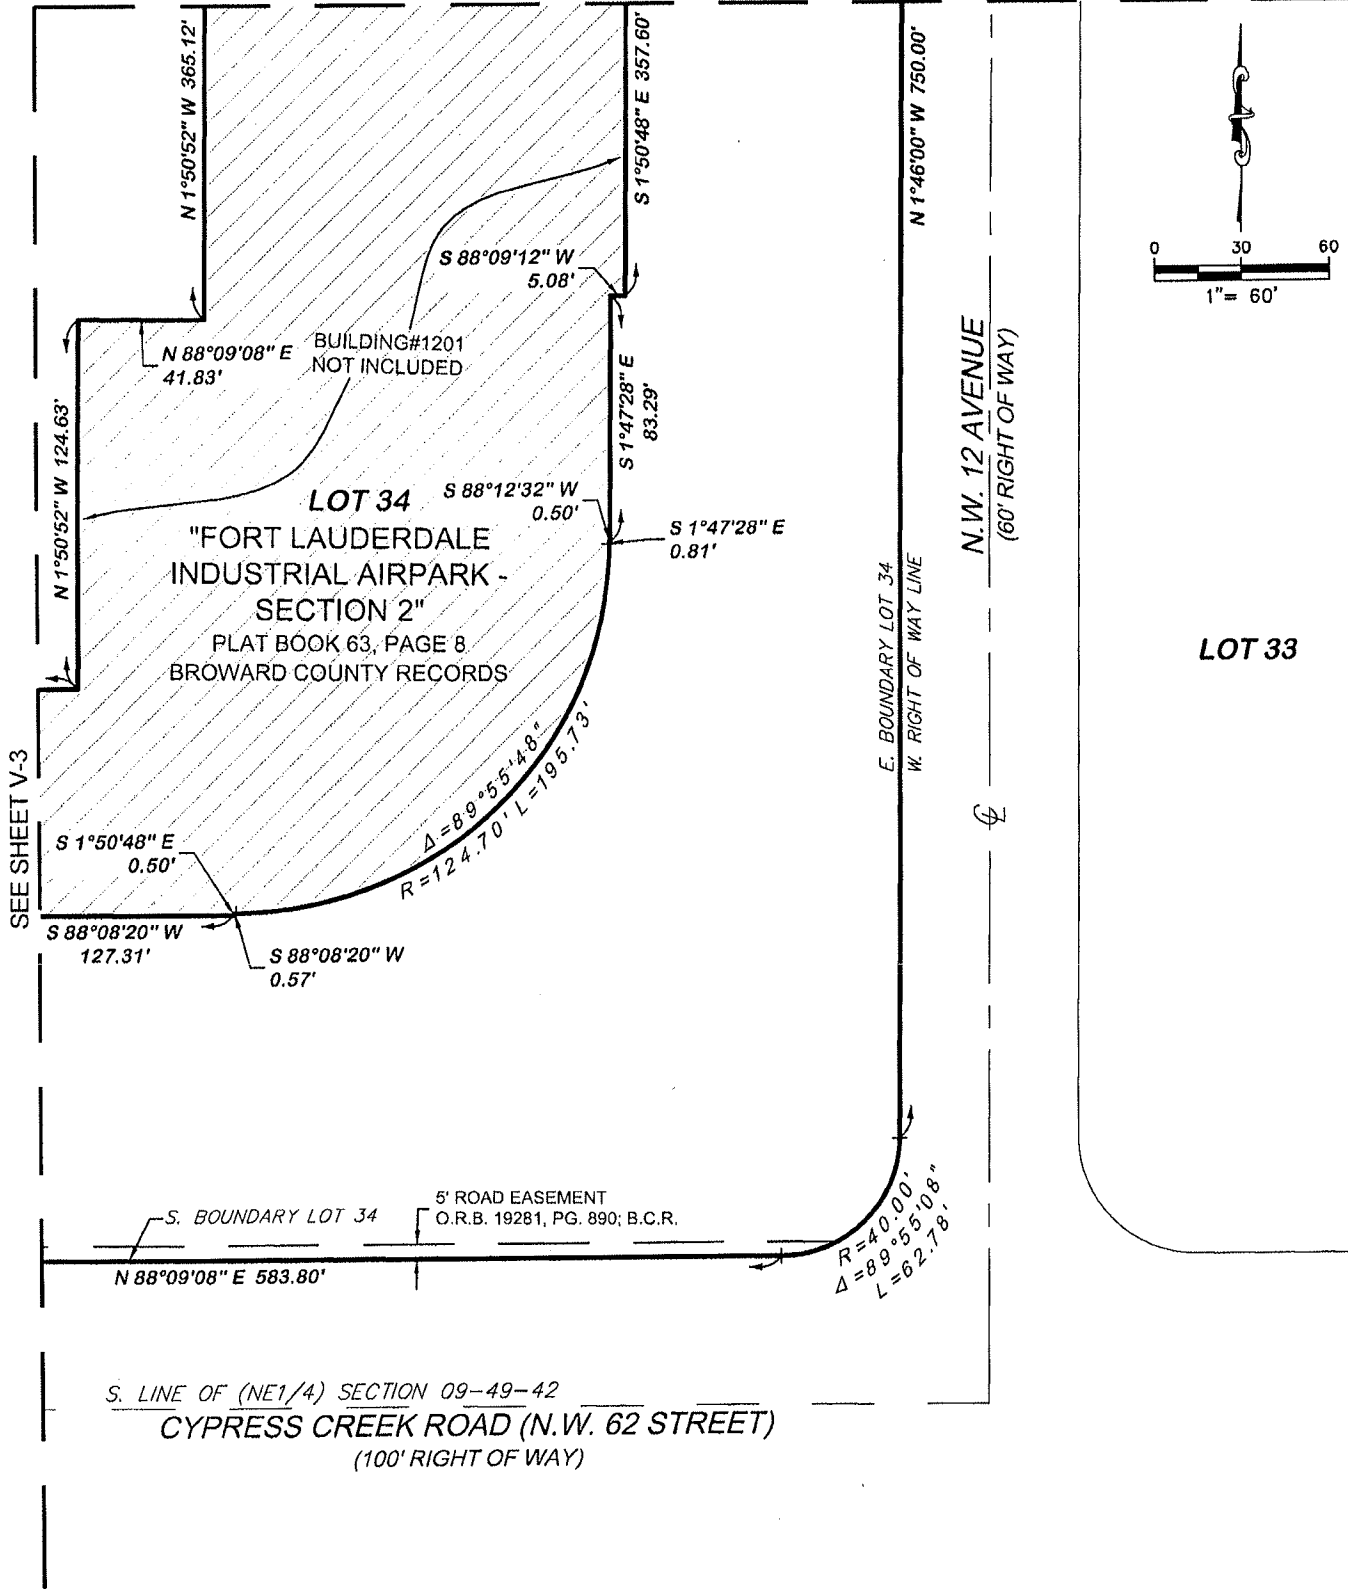 N 1°50'52" W 365.12'
S 1°50'48" E 357.60'
N 1°46'00" W 750.00'
0 30 60
1"= 60'
S 88°09'12" W
5.08'
N 88°09'08" E
41.83'
BUILDING#1201
NOT INCLUDED
S 1°47'28" E
83.29'
N.W. 12 AVENUE
(60' RIGHT OF WAY)
N 1°50'52" W 124.63'
LOT 34
"FORT LAUDERDALE
INDUSTRIAL AIRPARK -
SECTION 2"
PLAT BOOK 63, PAGE 8
BROWARD COUNTY RECORDS
S 88°12'32" W
0.50'
S 1°47'28" E
0.81'
E. BOUNDARY LOT 34
W. RIGHT OF WAY LINE
LOT 33
SEE SHEET V-3
Δ=89°55'48"
R=124.70' L=195.73'
S 1°50'48" E
0.50'
S 88°08'20" W
127.31'
S 88°08'20" W
0.57'
℄
5' ROAD EASEMENT
O.R.B. 19281, PG. 890; B.C.R.
S. BOUNDARY LOT 34
N 88°09'08" E 583.80'
R=40.00'
Δ=89°55'08"
L=62.78'
S. LINE OF (NE1/4) SECTION 09-49-42
CYPRESS CREEK ROAD (N.W. 62 STREET)
(100' RIGHT OF WAY)